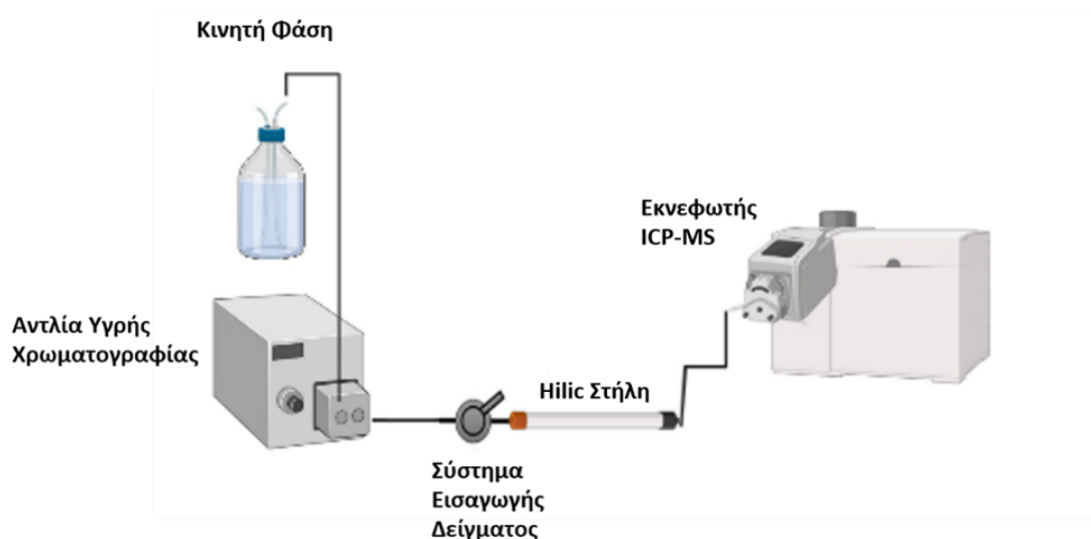 Κινητή Φάση
Εκνεφωτής
ICP-MS
Αντλία Υγρής
Χρωματογραφίας
Hilic Στήλη
Σύστημα
Εισαγωγής
Δείγματος